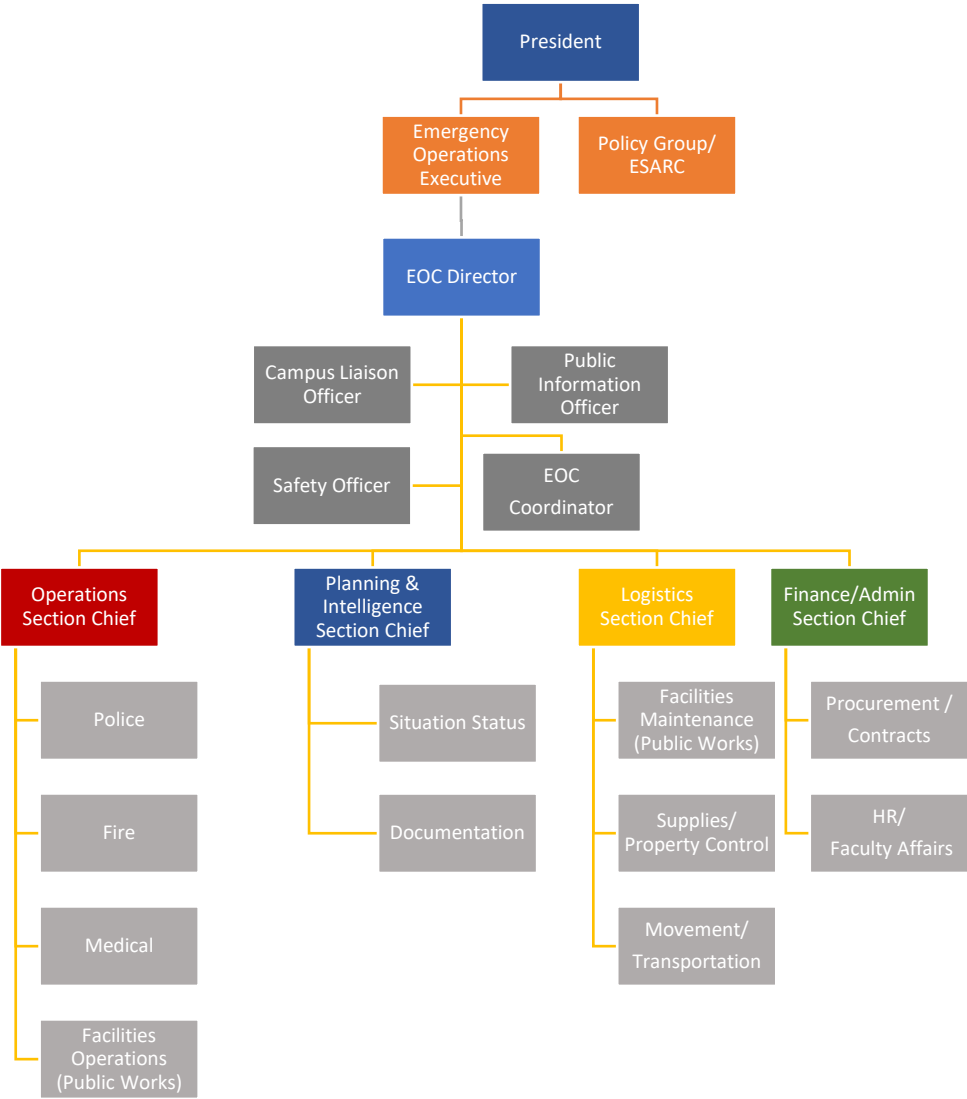 President
Emergency
Operations
Executive
Policy Group/
ESARC
EOC Director
Campus Liaison
Officer
Public
Information
Officer
Safety Officer
EOC
Coordinator
Operations
Section Chief
Planning &
Intelligence
Section Chief
Logistics
Section Chief
Finance/Admin
Section Chief
Police
Fire
Medical
Facilities
Operations
(Public Works)
Situation Status
Documentation
Facilities
Maintenance
(Public Works)
Supplies/
Property Control
Movement/
Transportation
Procurement /
Contracts
HR/
Faculty Affairs